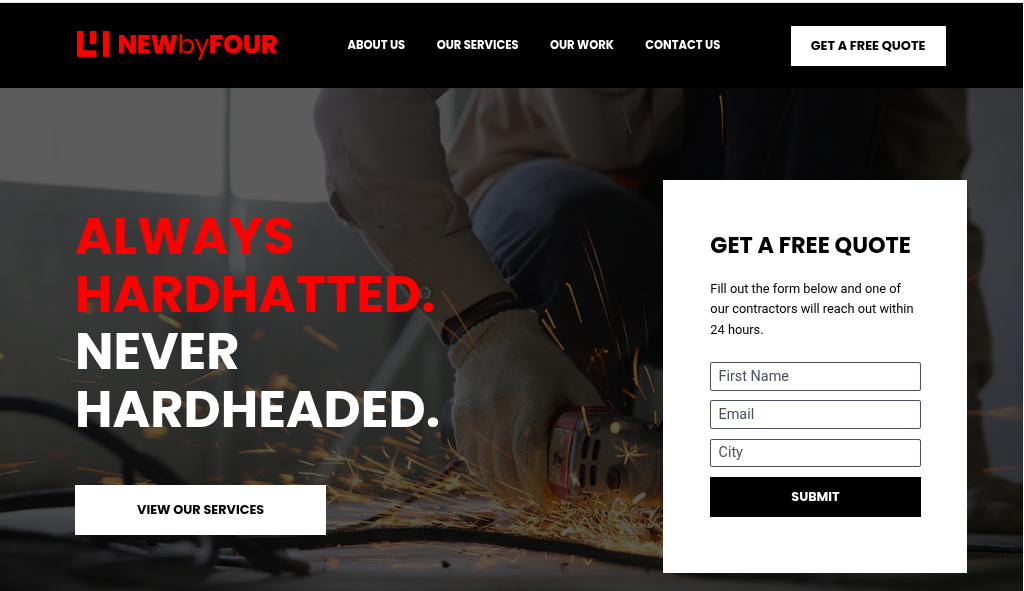 NEWbyFOUR
ABOUT US
OUR SERVICES
OUR WORK
CONTACT US
GET A FREE QUOTE
ALWAYS
HARDHATTED.
NEVER
HARDHEADED.
VIEW OUR SERVICES
GET A FREE QUOTE
Fill out the form below and one of
our contractors will reach out within
24 hours.
First Name
Email
City
SUBMIT